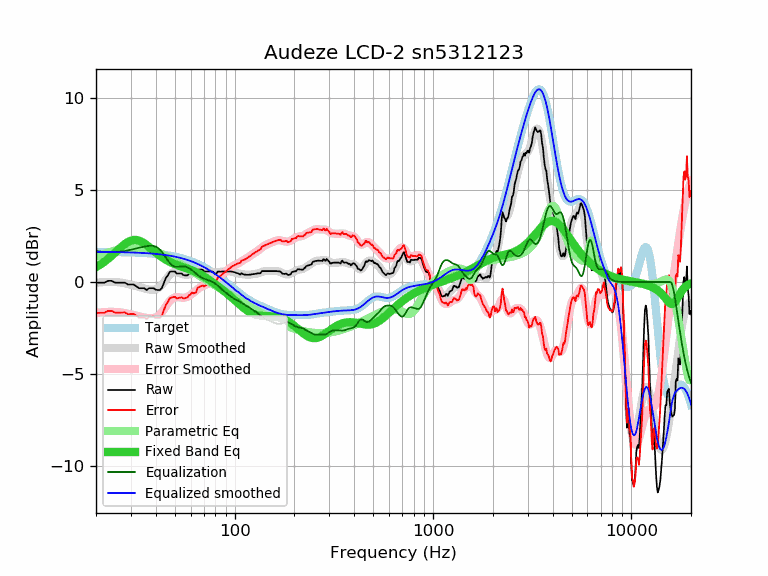 Audeze LCD-2 sn5312123
Amplitude (dBr)
10
5
0
−5
−10
Target
Raw Smoothed
Error Smoothed
Raw
Error
Parametric Eq
Fixed Band Eq
Equalization
Equalized smoothed
100 1000 10000
Frequency (Hz)